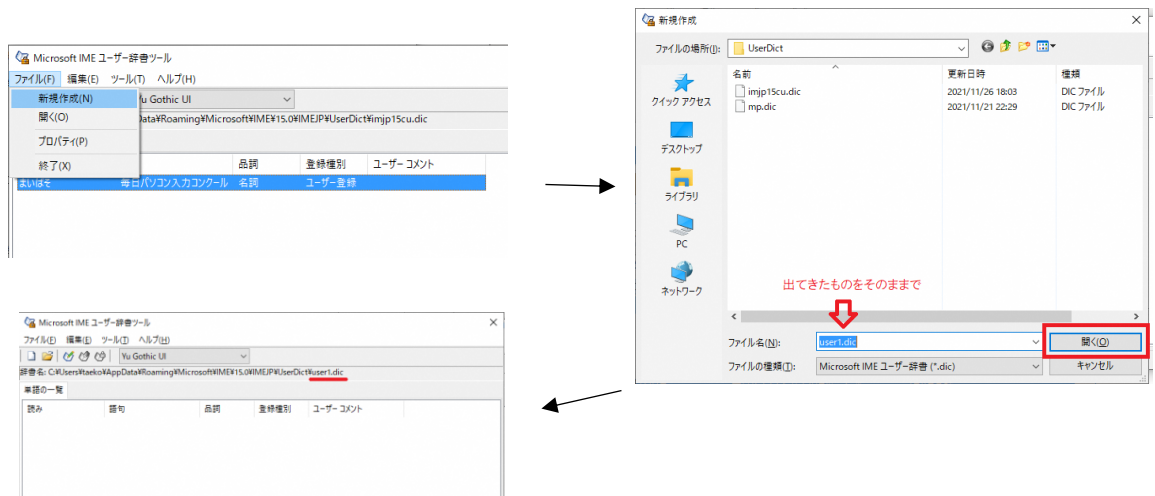 Microsoft IME ユーザー辞書ツール
ファイル(F) 編集(E) ツール(T) ヘルプ(H)
新規作成(N)
Yu Gothic UI
開く(O)
Data¥Roaming¥Microsoft¥IME¥15.0¥IMEJP¥UserDict¥imjp15cu.dic
プロパティ(P)
終了(X)
品詞 登録種別 ユーザー コメント
まいぱそ 毎日パソコン入力コンクール 名詞 ユーザー登録
新規作成
ファイルの場所(I): UserDict
名前 更新日時 種類
imjp15cu.dic 2021/11/26 18:03 DIC ファイル
mp.dic 2021/11/21 22:29 DIC ファイル
クイック アクセス
デスクトップ
ライブラリ
PC
ネットワーク
出てきたものをそのままで
ファイル名(N): user1.dic 開く(O)
ファイルの種類(T): Microsoft IME ユーザー辞書 (*.dic) キャンセル
Microsoft IME ユーザー辞書ツール
ファイル(F) 編集(E) ツール(T) ヘルプ(H)
Yu Gothic UI
辞書名: C:¥Users¥taeko¥AppData¥Roaming¥Microsoft¥IME¥15.0¥IMEJP¥UserDict¥user1.dic
単語の一覧
読み 語句 品詞 登録種別 ユーザー コメント